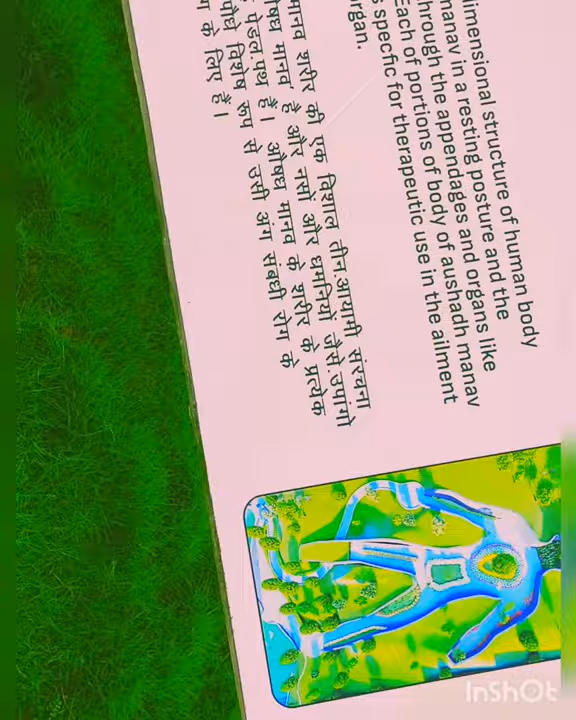 imensional structure of human body
manav in a resting posture and the
hrough the appendages and organs like
Each of portions of body of aushadh manav
s specfic for therapeutic use in the ailment
rgan.
मानव शरीर की एक विशाल तीन.आयामी संरचना
षध मानव. है और नसों और धमनियों जैसे.उपांगो
पेडल.पथ हैं। औषध मानव के शरीर के प्रत्येक
पौधे विशेष रूप से उसी अंग संबंधी रोग के
के लिए हैं।
InShOt